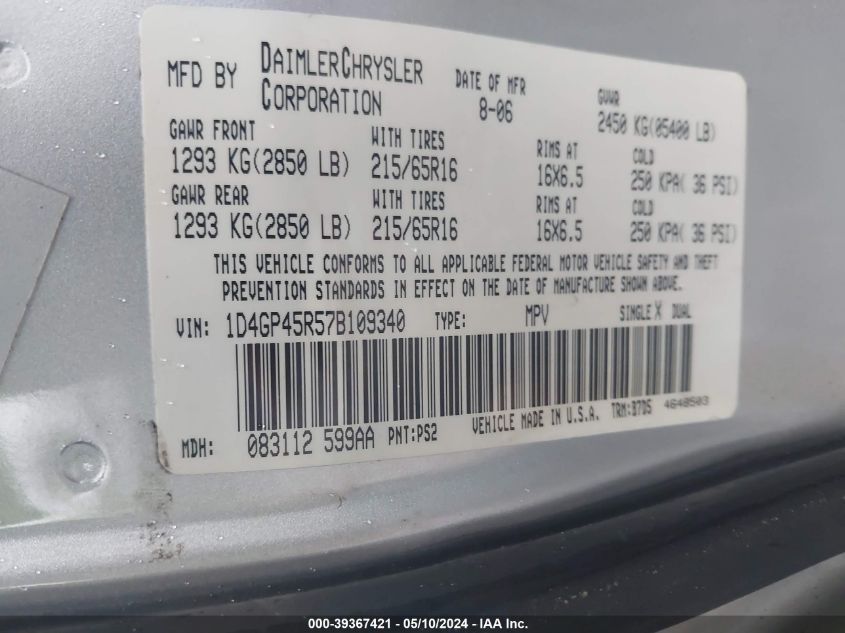 MFD BY DAIMLERCHRYSLER CORPORATION DATE OF MFR 8-06 GVWR 2450 KG(05400 LB)
GAWR FRONT WITH TIRES RIMS AT COLD
1293 KG(2850 LB) 215/65R16 16X6.5 250 KPA( 36 PSI)
GAWR REAR WITH TIRES RIMS AT COLD
1293 KG(2850 LB) 215/65R16 16X6.5 250 KPA( 36 PSI)
THIS VEHICLE CONFORMS TO ALL APPLICABLE FEDERAL MOTOR VEHICLE SAFETY AND THEFT
PREVENTION STANDARDS IN EFFECT ON THE DATE OF MANUFACTURE SHOWN ABOVE.
VIN: 1D4GP45R57B109340 TYPE: MPV SINGLE X DUAL
MDH: 083112 599AA PNT:PS2 VEHICLE MADE IN U.S.A. TRM:B7D5 4640503
000-39367421 - 05/10/2024 - IAA Inc.